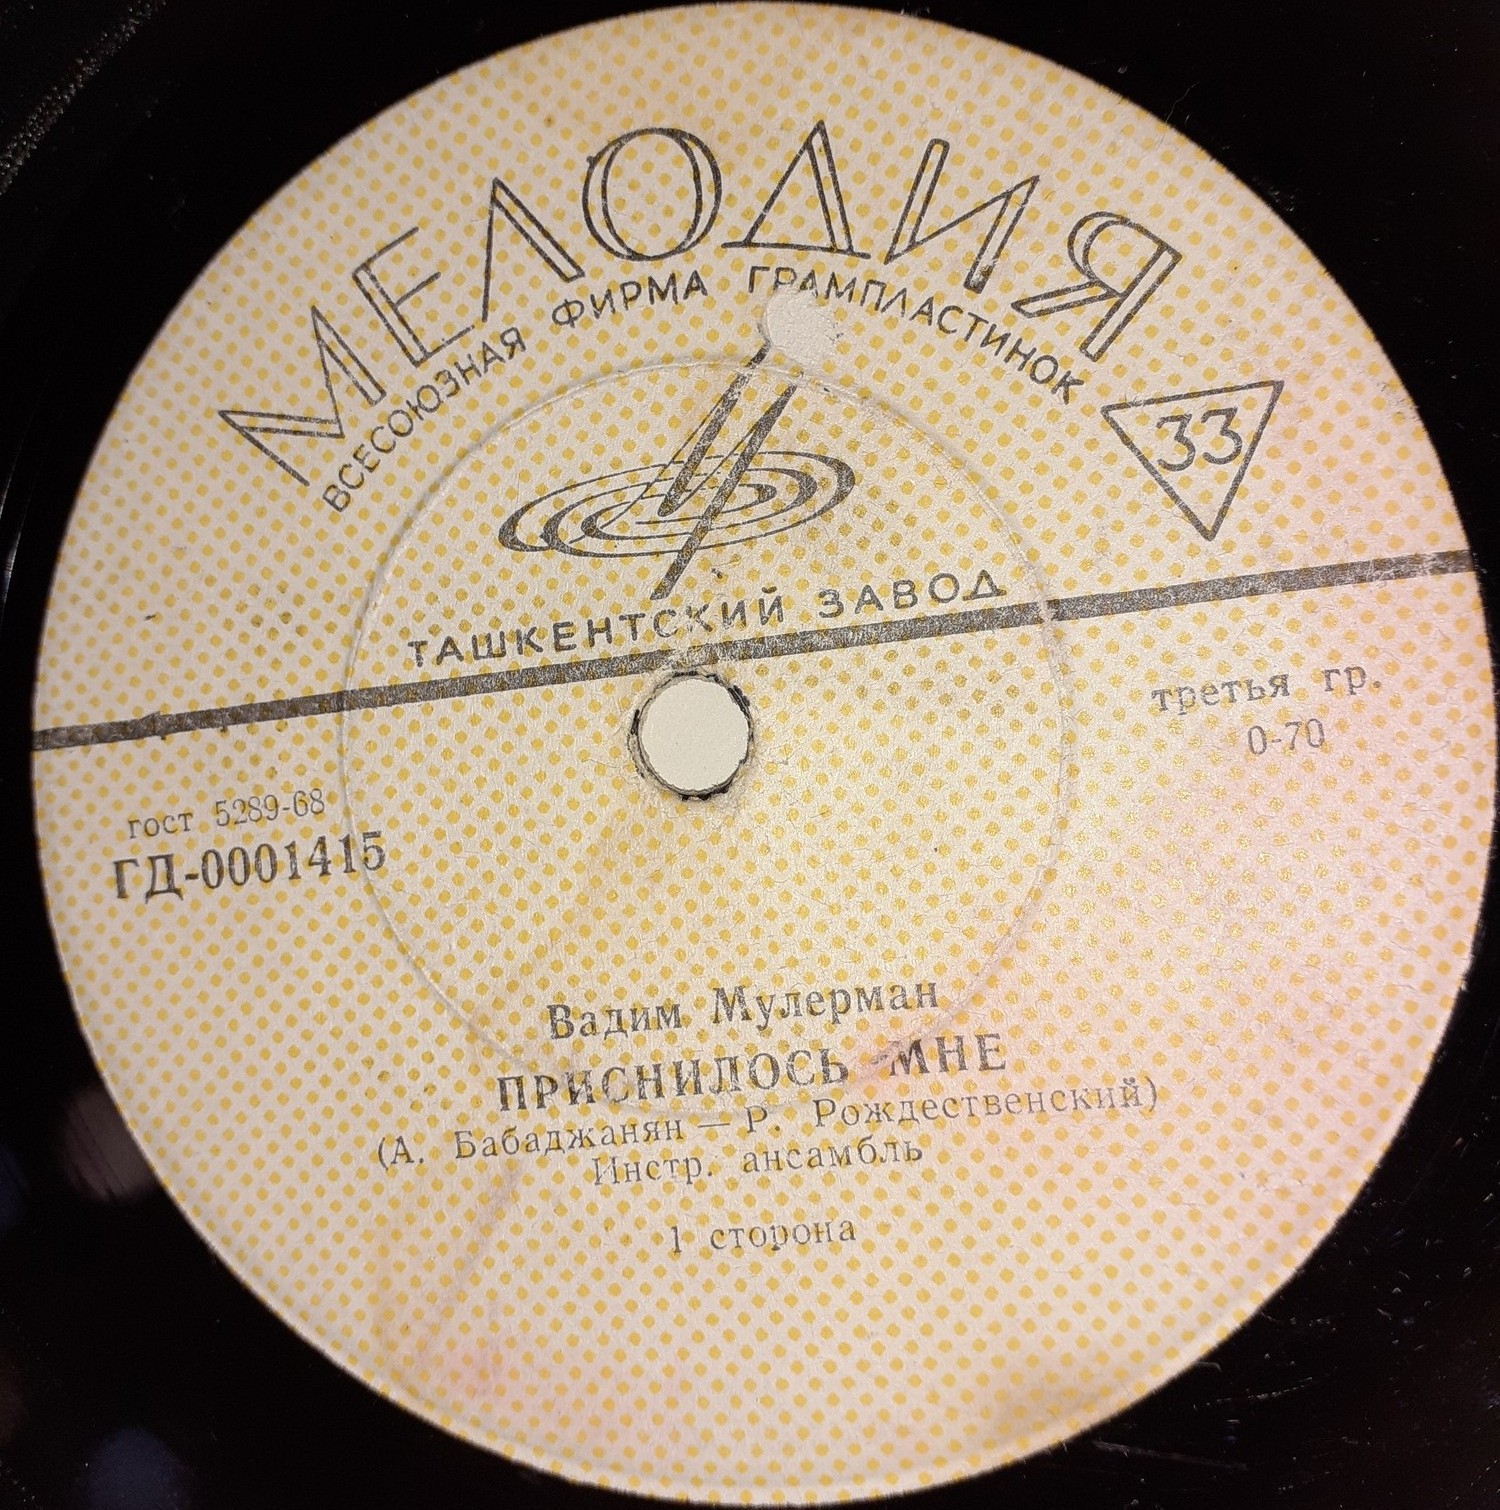 МЕЛОДИЯ
ВСЕСОЮЗНАЯ ФИРМА ГРАМПЛАСТИНОК
33
ТАШКЕНТСКИЙ ЗАВОД
третья гр.
0-70
гост 5289-68
ГД-0001415
Вадим Мулерман
ПРИСНИЛОСЬ МНЕ
(А. Бабаджанян — Р. Рождественский)
Инстр. ансамбль
1 сторона